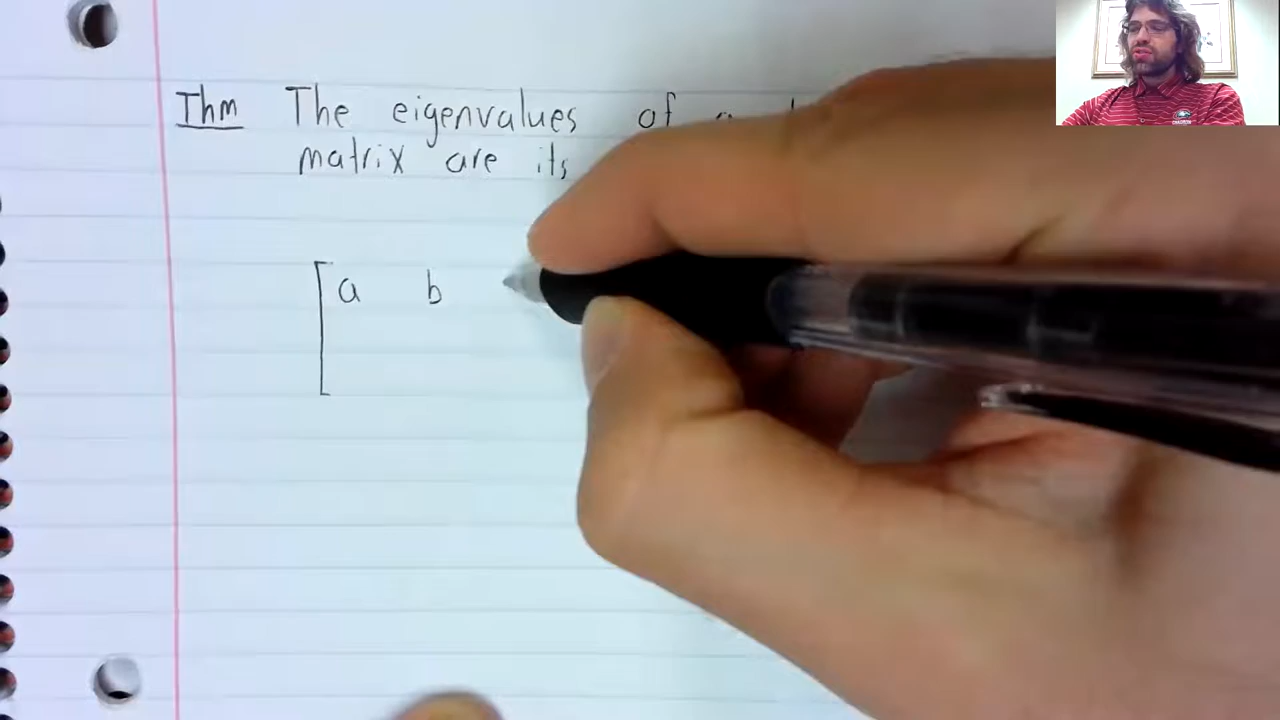 Thm The eigenvalues of a
matrix are its
a b